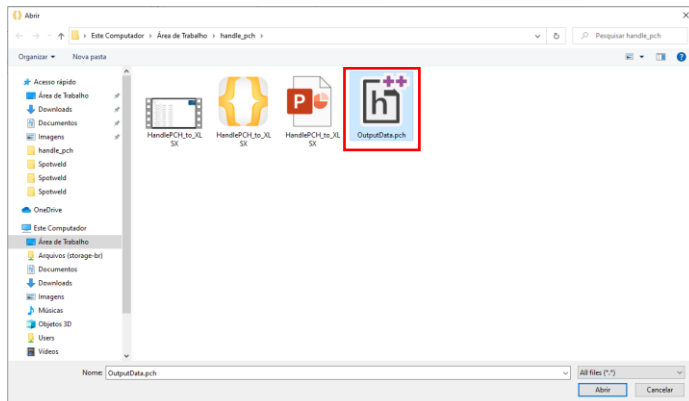 Abrir
Este Computador > Área de Trabalho > handle_pch >
Pesquisar handle_pch
Organizar
Nova pasta
Acesso rápido
Área de Trabalho
Downloads
Documentos
Imagens
handle_pch
Spotweld
Spotweld
Spotweld
OneDrive
Este Computador
Área de Trabalho
Arquivos (storage-br)
Documentos
Downloads
Imagens
Músicas
Objetos 3D
Users
Vídeos
HandlePCH_to_XL
SX
HandlePCH_to_XL
SX
P
HandlePCH_to_XL
SX
h++
OutputData.pch
Nome: OutputData.pch
All files (*.*)
Abrir
Cancelar